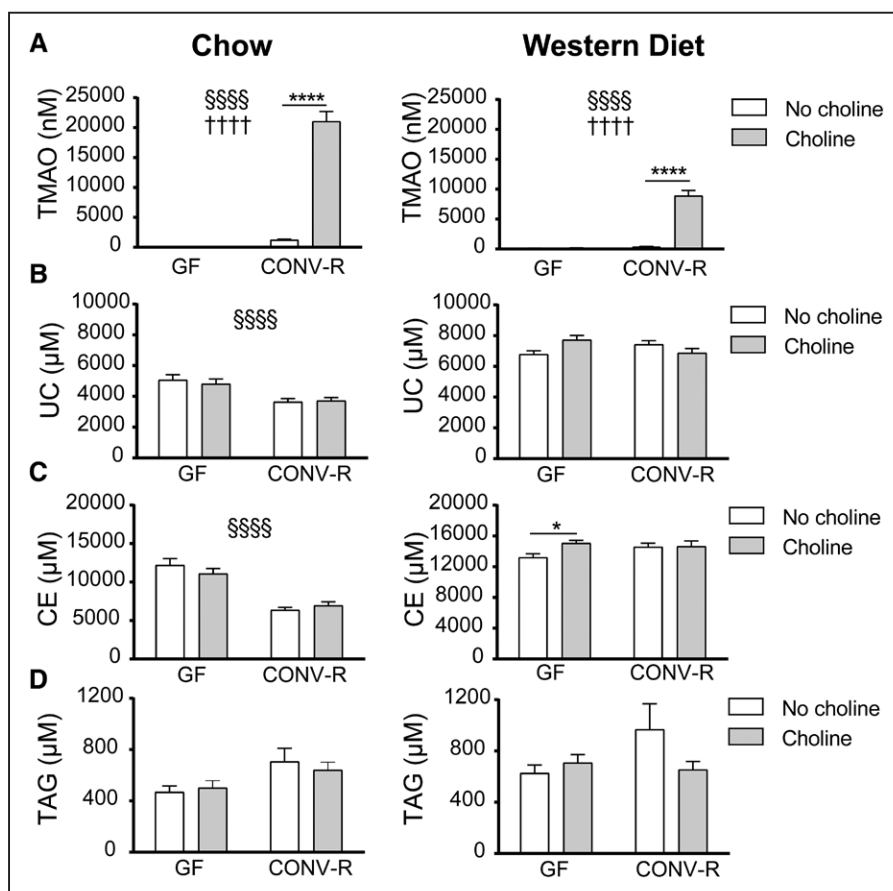 A
Chow
Western Diet
TMAO (nM)
25000
20000
15000
10000
5000
0
§§§§
††††
****
GF
CONV-R
TMAO (nM)
25000
20000
15000
10000
5000
0
§§§§
††††
****
GF
CONV-R
No choline
Choline
B
UC (µM)
10000
8000
6000
4000
2000
0
§§§§
GF
CONV-R
UC (µM)
10000
8000
6000
4000
2000
0
GF
CONV-R
No choline
Choline
C
CE (µM)
20000
15000
10000
5000
0
§§§§
GF
CONV-R
CE (µM)
20000
16000
12000
8000
4000
0
*
GF
CONV-R
No choline
Choline
D
TAG (µM)
1200
800
400
0
GF
CONV-R
TAG (µM)
1200
900
600
300
0
GF
CONV-R
No choline
Choline